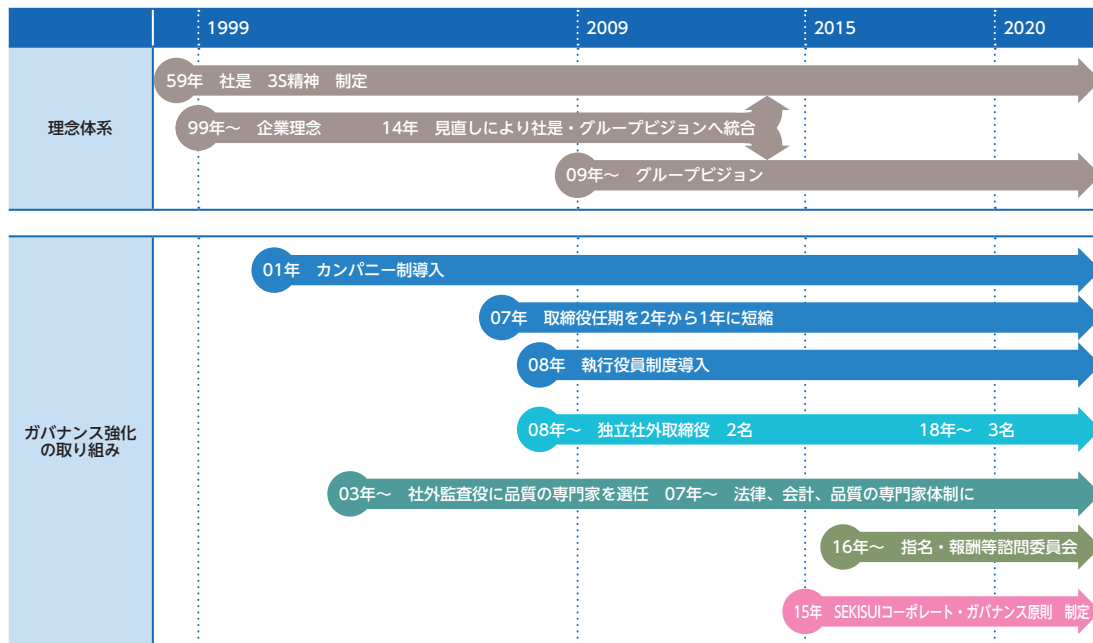 1999 2009 2015 2020
理念体系
59年　社是　3S精神　制定
99年～　企業理念　14年　見直しにより社是・グループビジョンへ統合
09年～　グループビジョン
ガバナンス強化
の取り組み
01年　カンパニー制導入
07年　取締役任期を2年から1年に短縮
08年　執行役員制度導入
08年～　独立社外取締役　2名　18年～　3名
03年～　社外監査役に品質の専門家を選任　07年～　法律、会計、品質の専門家体制に
16年～　指名・報酬等諮問委員会
15年　SEKISUIコーポレート・ガバナンス原則　制定